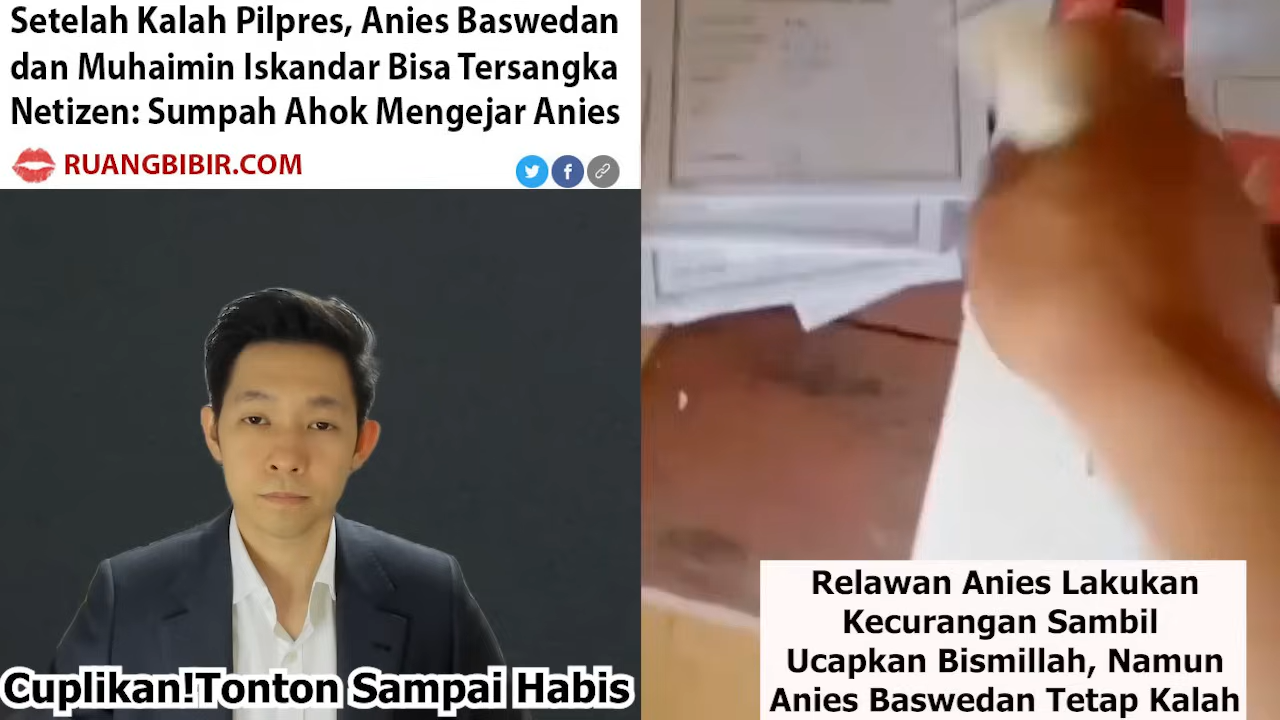 Setelah Kalah Pilpres, Anies Baswedan
dan Muhaimin Iskandar Bisa Tersangka
Netizen: Sumpah Ahok Mengejar Anies
RUANGBIBIR.COM
Cuplikan!Tonton Sampai Habis
Relawan Anies Lakukan
Kecurangan Sambil
Ucapkan Bismillah, Namun
Anies Baswedan Tetap Kalah